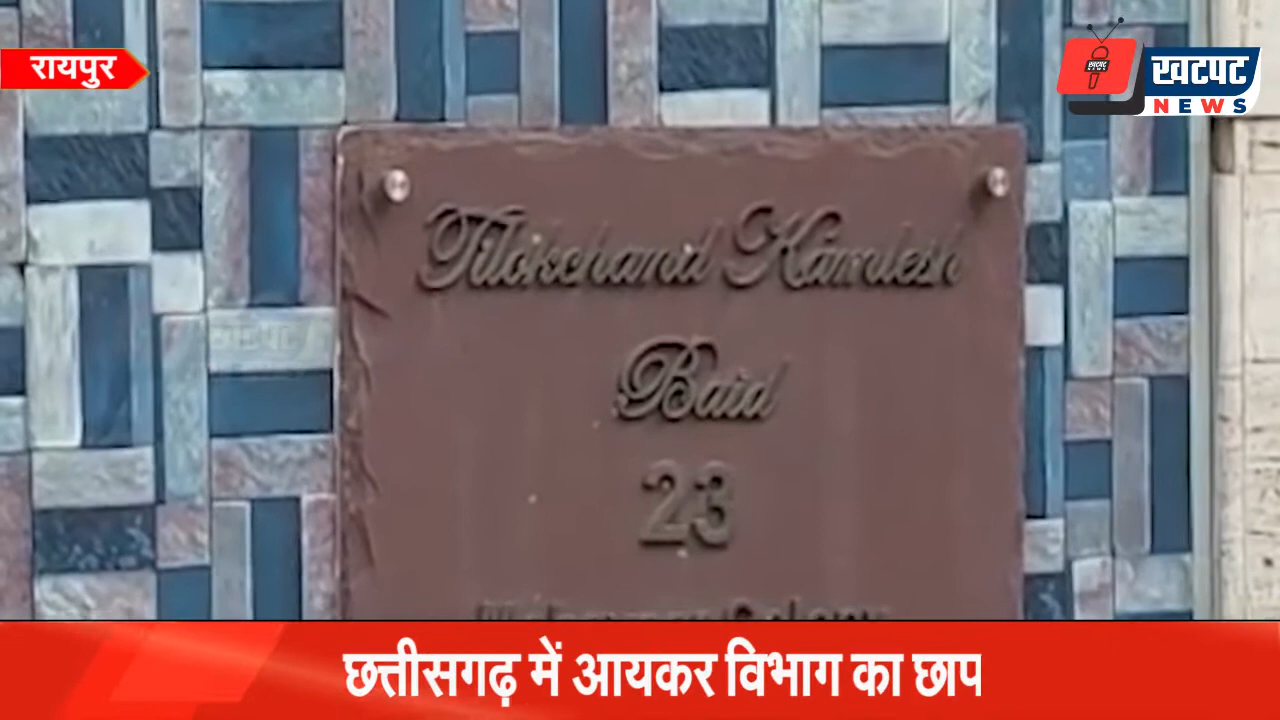 रायपुर
खटपट
NEWS
Tilokchand Kamlesh
Baid
23
छत्तीसगढ़ में आयकर विभाग का छाप